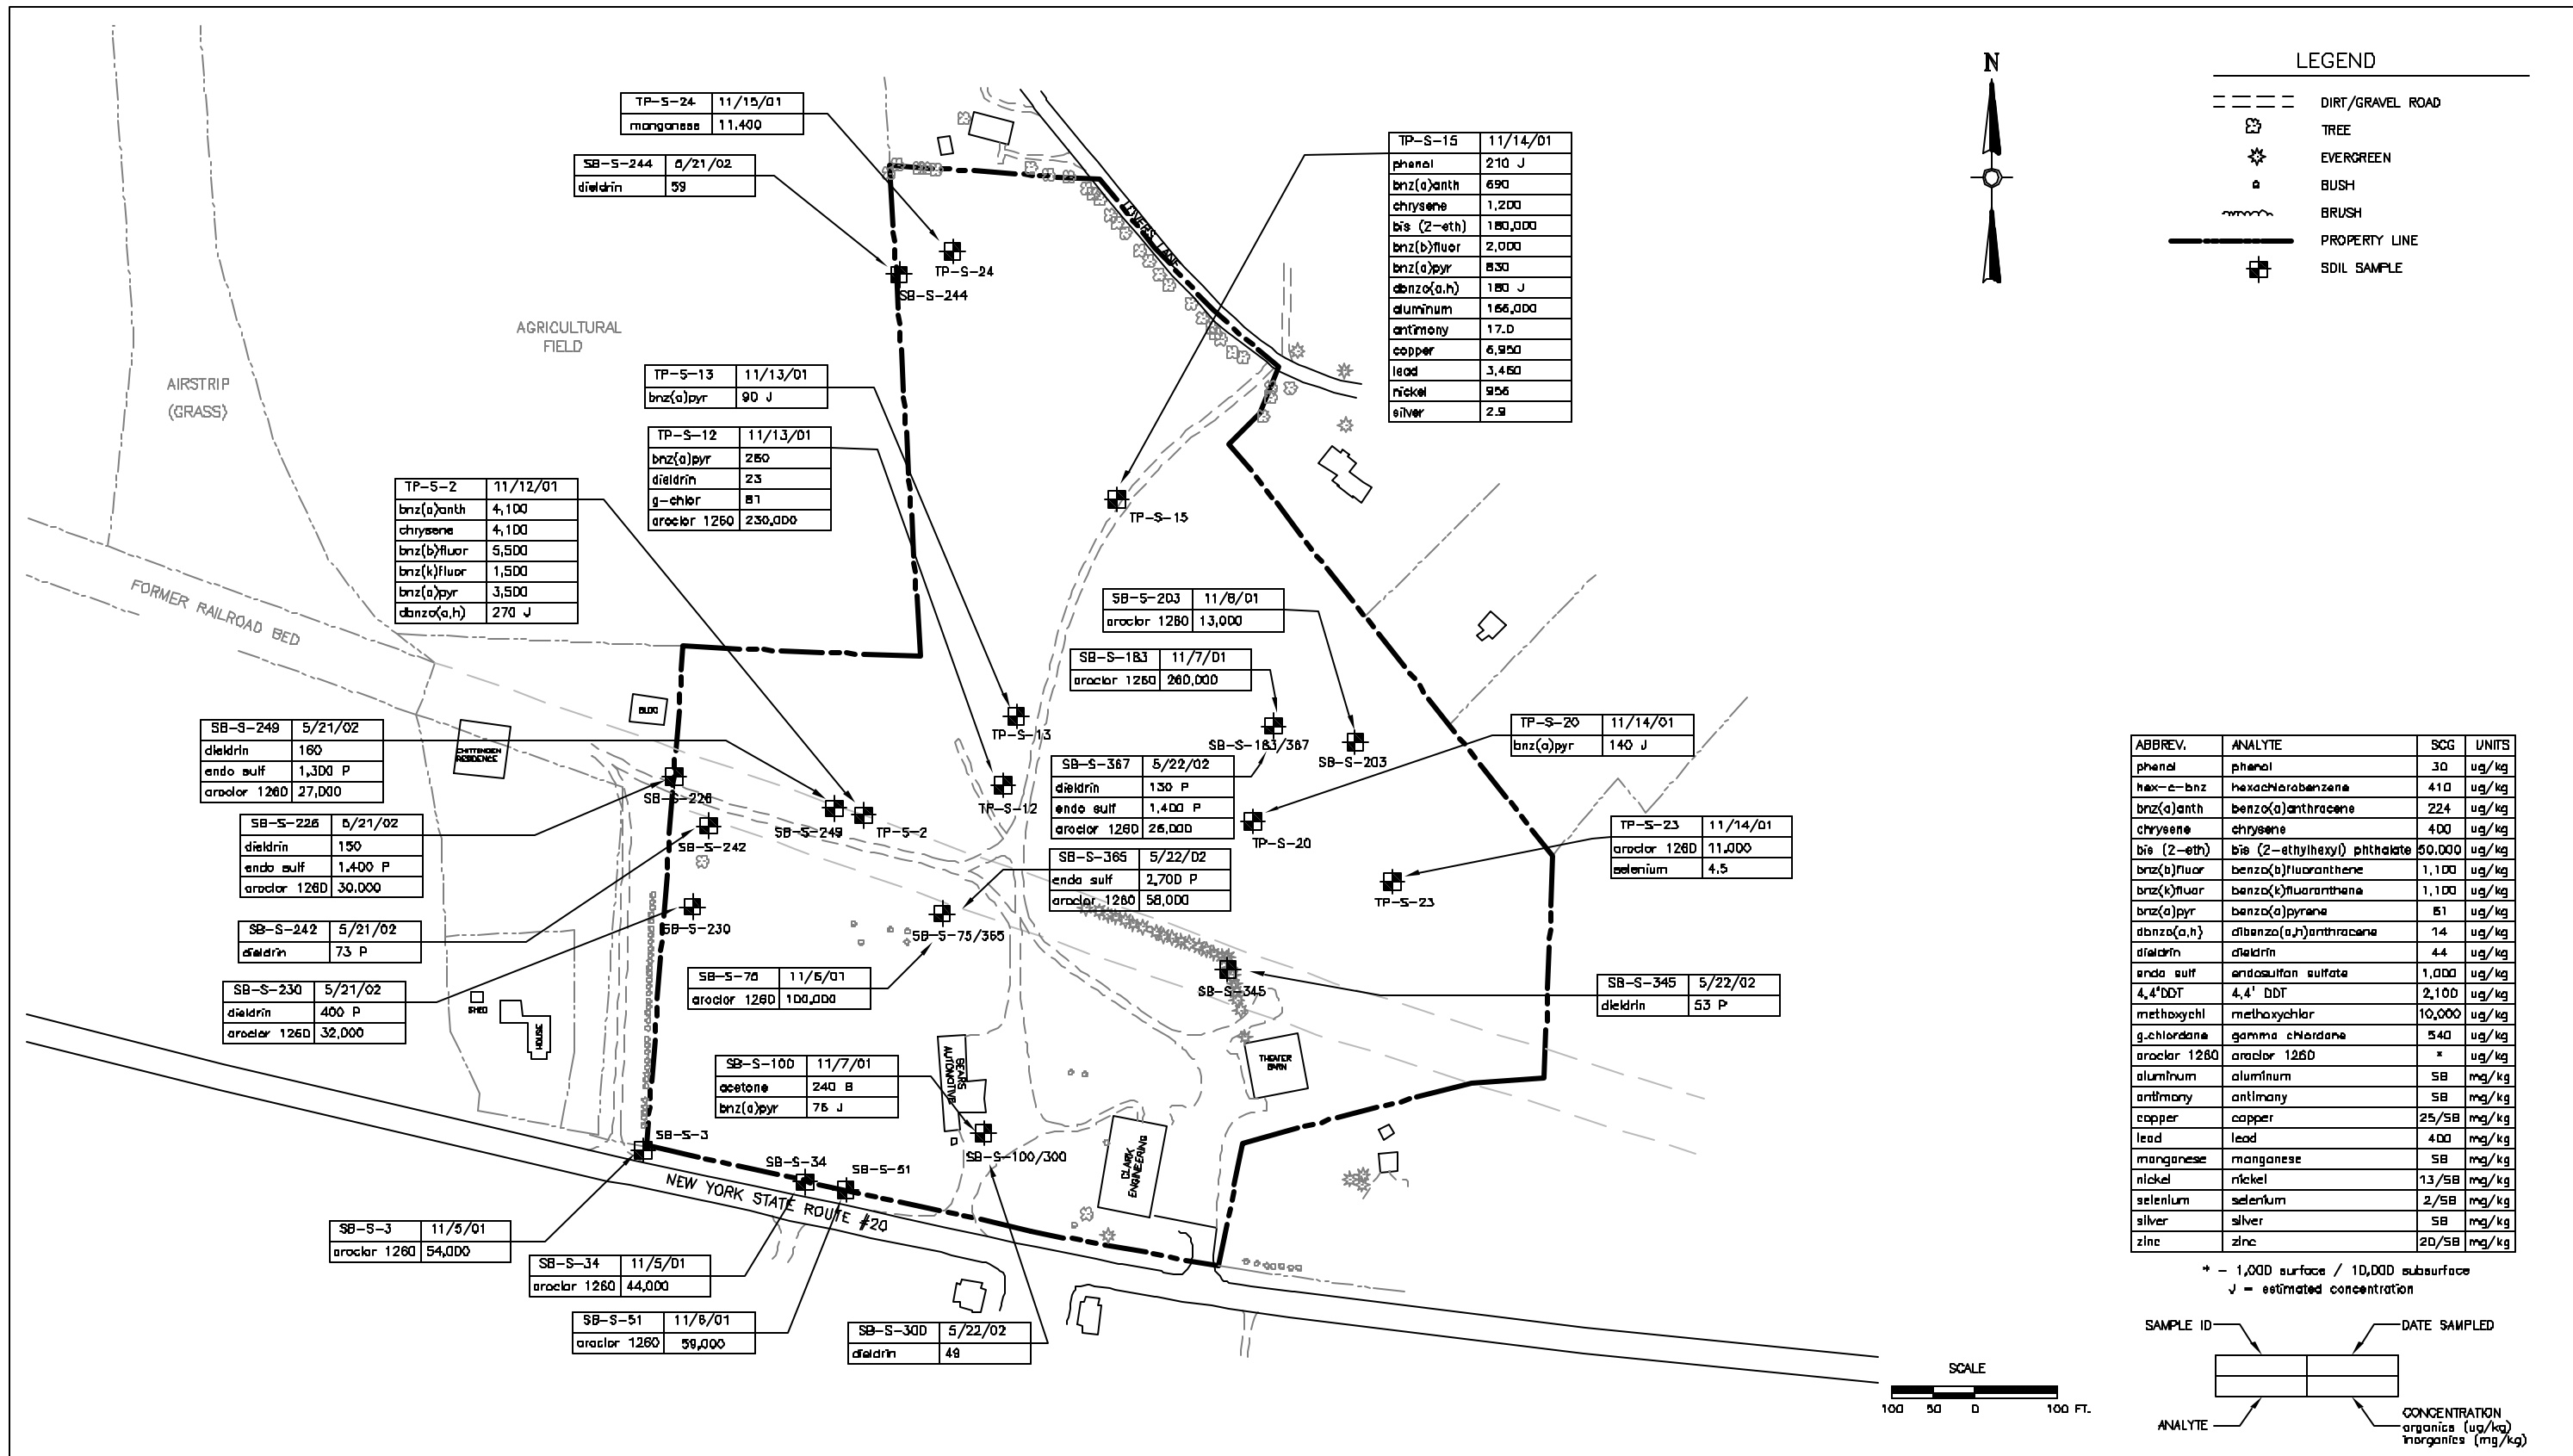 TP-S-24 11/15/01
manganese 11,400
SB-S-244 5/21/02
dieldrin 59
TP-S-15 11/14/01
phenol 210 J
bnz(a)anth 690
chrysene 1,200
bis (2-eth) 180,000
bnz(b)fluor 2,000
bnz(a)pyr 830
dbnzo(a,h) 180 J
aluminum 166,000
antimony 17.0
copper 6,950
lead 3,460
nickel 956
silver 2.9
N
LEGEND
DIRT/GRAVEL ROAD
TREE
EVERGREEN
BUSH
BRUSH
PROPERTY LINE
SOIL SAMPLE
LOVERS LANE
TP-S-24
SB-S-244
AGRICULTURAL
FIELD
AIRSTRIP
(GRASS)
TP-S-13 11/13/01
bnz(a)pyr 90 J
TP-S-12 11/13/01
bnz(a)pyr 260
dieldrin 23
g-chlor 81
aroclor 1260 230,000
TP-S-2 11/12/01
bnz(a)anth 4,100
chrysene 4,100
bnz(b)fluor 5,500
bnz(k)fluor 1,500
bnz(a)pyr 3,500
dbnzo(a,h) 270 J
TP-S-15
FORMER RAILROAD BED
SB-S-203 11/8/01
aroclor 1260 13,000
SB-S-183 11/7/01
aroclor 1260 260,000
BLDG
CHITTENDEN
RESIDENCE
SB-S-249 5/21/02
dieldrin 160
endo sulf 1,300 P
aroclor 1260 27,000
TP-S-13
SB-S-183/367
SB-S-203
TP-S-20 11/14/01
bnz(a)pyr 140 J
SB-S-367 5/22/02
dieldrin 130 P
endo sulf 1,400 P
aroclor 1260 26,000
SB-S-226
SB-S-249
TP-S-2
TP-S-12
TP-S-20
SB-S-242
SB-S-226 5/21/02
dieldrin 150
endo sulf 1,400 P
aroclor 1260 30,000
TP-S-23 11/14/01
aroclor 1260 11,000
selenium 4.5
SB-S-365 5/22/02
endo sulf 2,700 P
aroclor 1260 58,000
TP-S-23
SB-S-230
SB-S-75/365
SB-S-242 5/21/02
dieldrin 73 P
SB-S-230 5/21/02
dieldrin 400 P
aroclor 1260 32,000
SB-S-75 11/6/01
aroclor 1260 100,000
SB-S-345
SB-S-345 5/22/02
dieldrin 53 P
SHED
HOUSE
BEARS
AUTOMOTIVE
THEATER
BARN
SB-S-100 11/7/01
acetone 240 B
bnz(a)pyr 75 J
SB-S-3
SB-S-34
SB-S-51
SB-S-100/300
CLARK
ENGINEERING
NEW YORK STATE ROUTE #20
SB-S-3 11/5/01
aroclor 1260 54,000
SB-S-34 11/5/01
aroclor 1260 44,000
SB-S-51 11/6/01
aroclor 1260 59,000
SB-S-300 5/22/02
dieldrin 49
ABBREV. ANALYTE SCG UNITS
phenol phenol 30 ug/kg
hex-c-bnz hexachlorobenzene 410 ug/kg
bnz(a)anth benzo(a)anthracene 224 ug/kg
chrysene chrysene 400 ug/kg
bis (2-eth) bis (2-ethylhexyl) phthalate 50,000 ug/kg
bnz(b)fluor benzo(b)fluoranthene 1,100 ug/kg
bnz(k)fluor benzo(k)fluoranthene 1,100 ug/kg
bnz(a)pyr benzo(a)pyrene 61 ug/kg
dbnzo(a,h) dibenzo(a,h)anthracene 14 ug/kg
dieldrin dieldrin 44 ug/kg
endo sulf endosulfan sulfate 1,000 ug/kg
4,4'DDT 4,4' DDT 2,100 ug/kg
methoxychl methoxychlor 10,000 ug/kg
g.chlordane gamma chlordane 540 ug/kg
aroclor 1260 aroclor 1260 * ug/kg
aluminum aluminum SB mg/kg
antimony antimony SB mg/kg
copper copper 25/SB mg/kg
lead lead 400 mg/kg
manganese manganese SB mg/kg
nickel nickel 13/SB mg/kg
selenium selenium 2/SB mg/kg
silver silver SB mg/kg
zinc zinc 20/SB mg/kg
* - 1,000 surface / 10,000 subsurface
J - estimated concentration
SAMPLE ID
DATE SAMPLED
ANALYTE
CONCENTRATION
organics (ug/kg)
inorganics (mg/kg)
SCALE
100 50 0 100 FT.